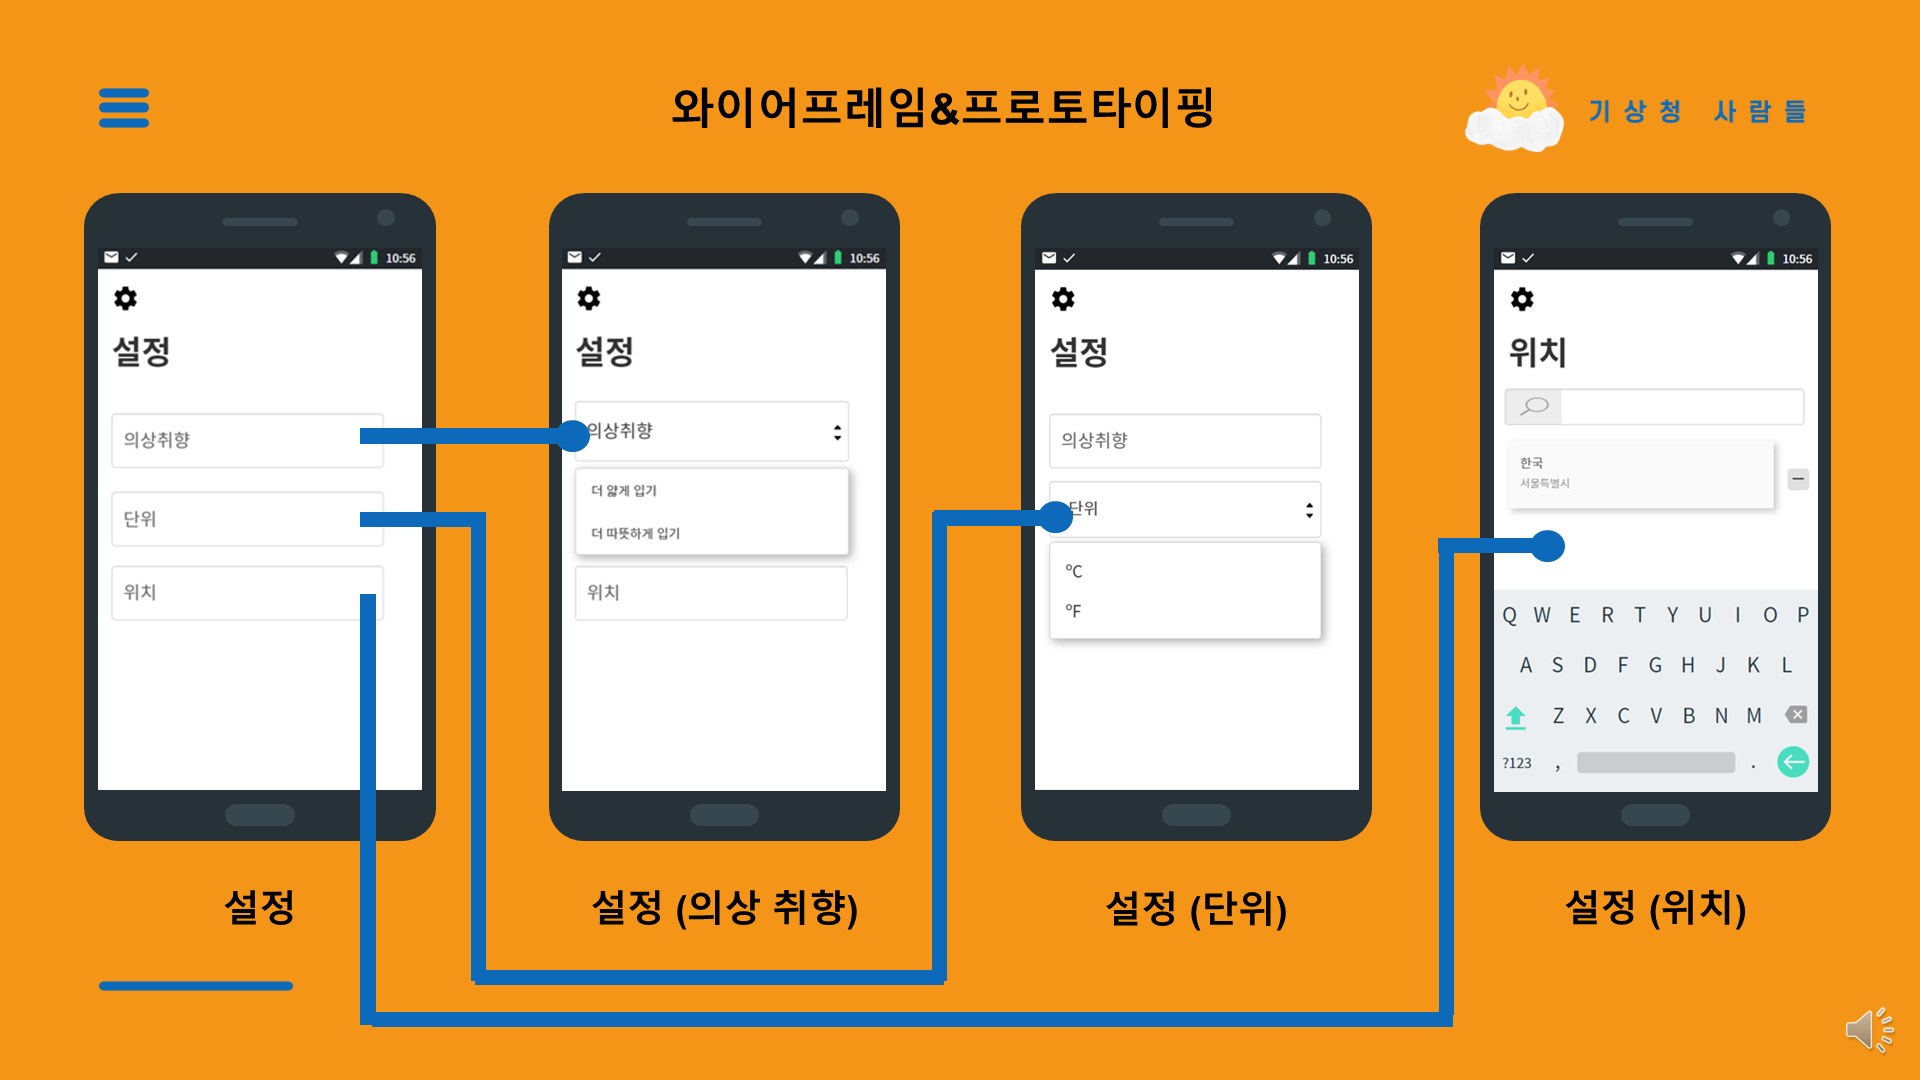 와이어프레임&프로토타이핑
기상청 사람들
10:56
설정
의상취향
단위
위치
설정
10:56
설정
의상취향
더 얇게 입기
더 따뜻하게 입기
위치
설정 (의상 취향)
10:56
설정
의상취향
단위
ºC
ºF
설정 (단위)
10:56
위치
한국
서울특별시
Q W E R T Y U I O P
A S D F G H J K L
Z X C V B N M
?123 , .
설정 (위치)